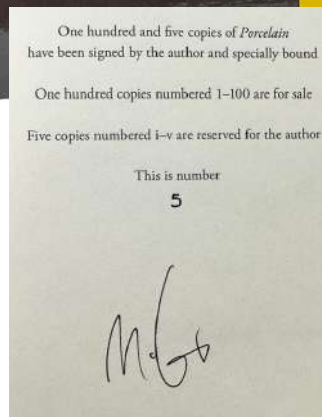 One hundred and five copies of Porcelain
have been signed by the author and specially bound
One hundred copies numbered 1–100 are for sale
Five copies numbered i–v are reserved for the author
This is number
5